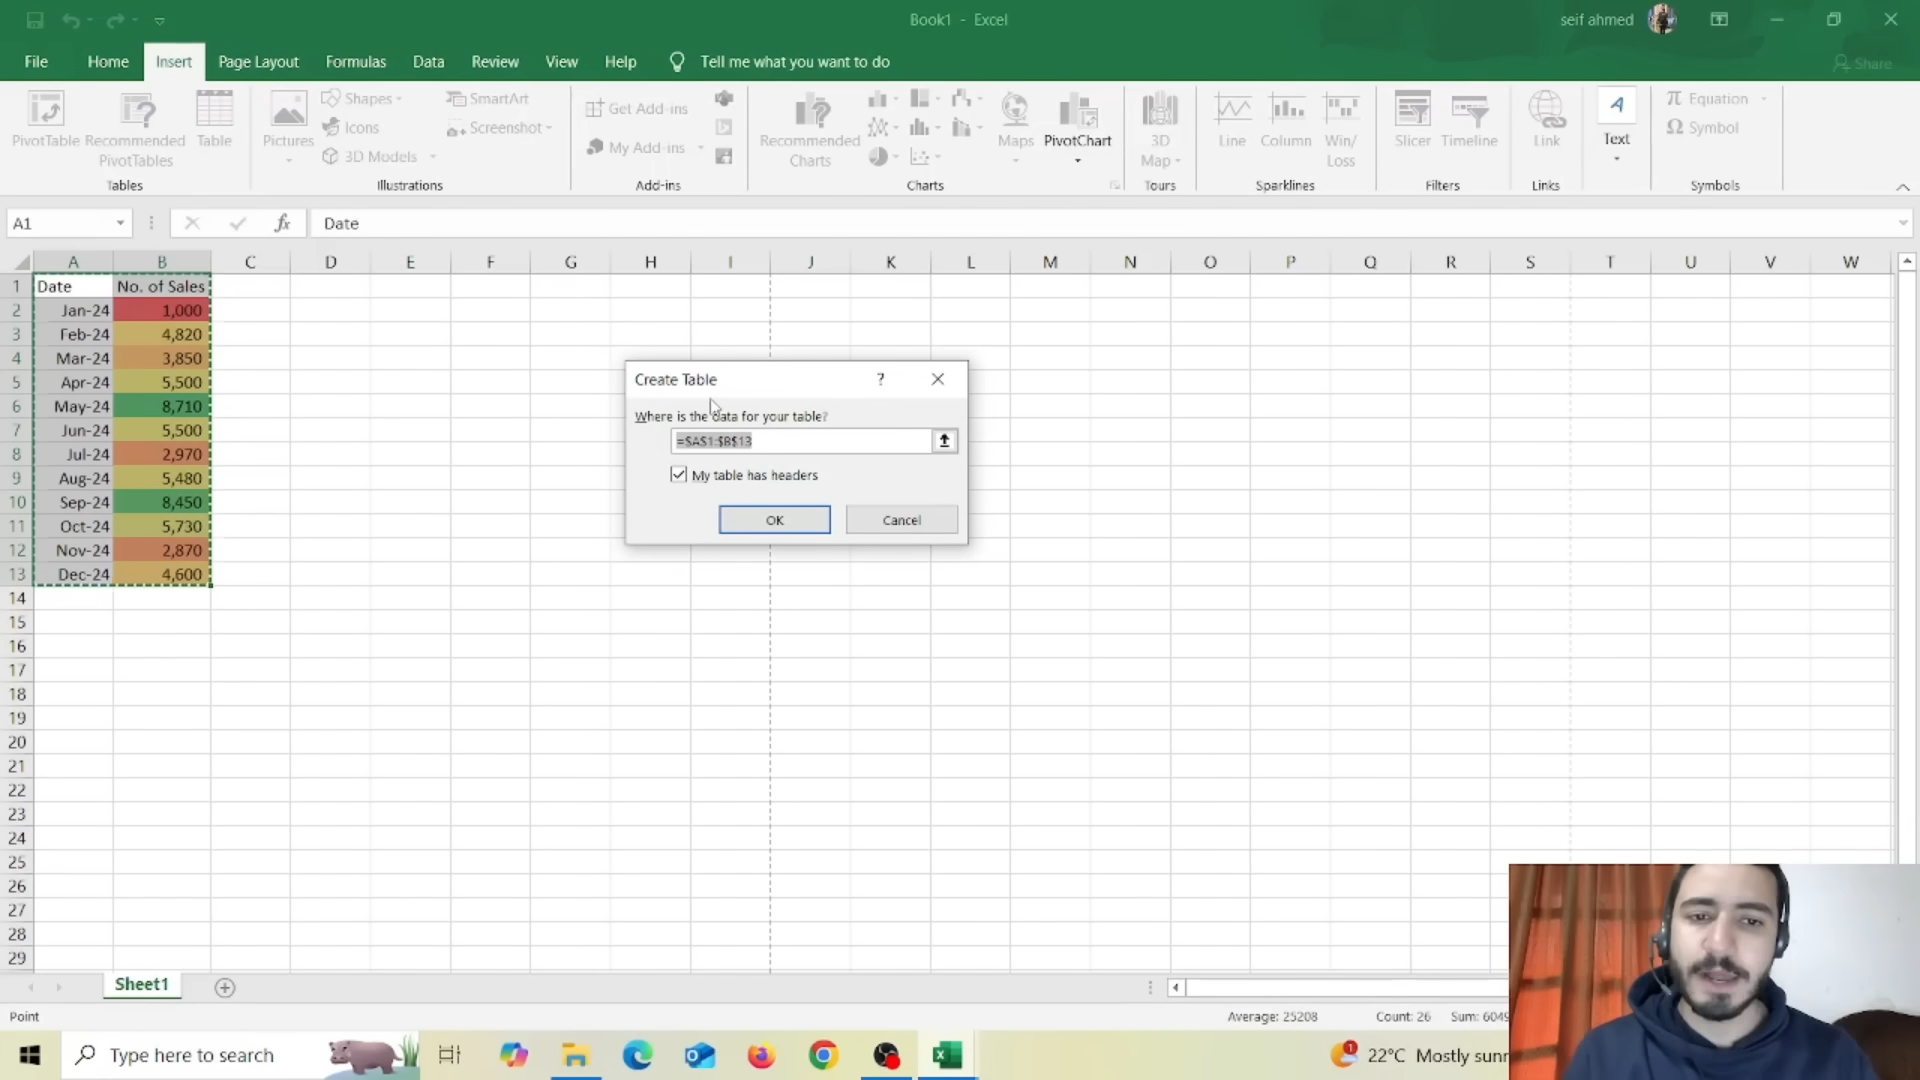 Book1 - Excel
seif ahmed
File Home Insert Page Layout Formulas Data Review View Help Tell me what you want to do Share
PivotTable Recommended PivotTables Table
Tables
Pictures Shapes Icons 3D Models SmartArt Screenshot
Illustrations
Get Add-ins My Add-ins
Add-ins
Recommended Charts Maps PivotChart
Charts
3D Map
Tours
Line Column Win/Loss
Sparklines
Slicer Timeline
Filters
Link
Links
Text
Equation Symbol
Symbols
A1 fx Date
A B C D E F G H I J K L M N O P Q R S T U V W
1 Date No. of Sales
2 Jan-24 1,000
3 Feb-24 4,820
4 Mar-24 3,850
5 Apr-24 5,500
6 May-24 8,710
7 Jun-24 5,500
8 Jul-24 2,970
9 Aug-24 5,480
10 Sep-24 8,450
11 Oct-24 5,730
12 Nov-24 2,870
13 Dec-24 4,600
14
15
16
17
18
19
20
21
22
23
24
25
26
27
28
29
Create Table ?
Where is the data for your table?
=$A$1:$B$13
My table has headers
OK Cancel
Sheet1
Point Average: 25208 Count: 26 Sum:
Type here to search
1 22°C Mostly